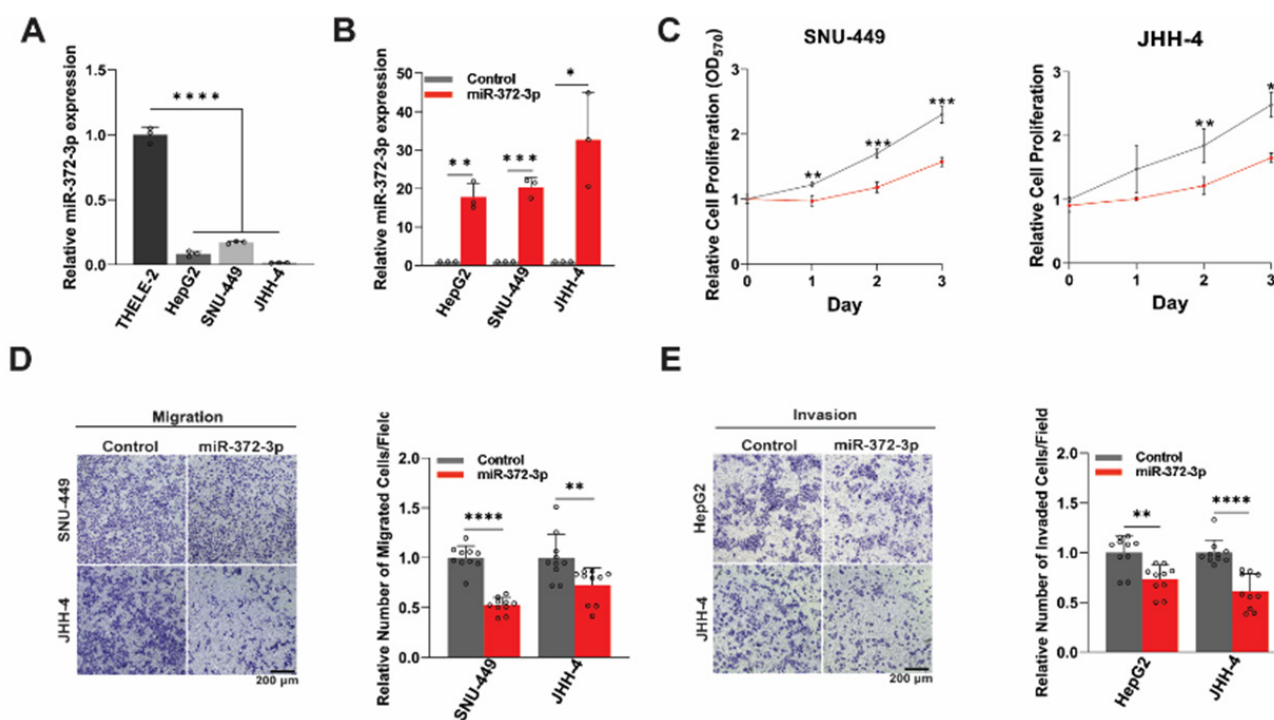 A
Relative miR-372-3p expression
1.5
1.0
0.5
0.0
****
THELE-2
HepG2
SNU-449
JHH-4
B
Relative miR-372-3p expression
50
40
30
20
10
0
Control
miR-372-3p
**
***
*
HepG2
SNU-449
JHH-4
C
SNU-449
Relative Cell Proliferation (OD570)
3
2
1
0
**
***
***
0 1 2 3
Day
JHH-4
Relative Cell Proliferation
3
2
1
0
**
*
0 1 2 3
Day
D
Migration
Control miR-372-3p
SNU-449
JHH-4
200 µm
Relative Number of Migrated Cells/Field
2.0
1.5
1.0
0.5
0.0
Control
miR-372-3p
****
**
SNU-449
JHH-4
E
Invasion
Control miR-372-3p
HepG2
JHH-4
200 µm
Relative Number of Invaded Cells/Field
2.0
1.5
1.0
0.5
0.0
Control
miR-372-3p
**
****
HepG2
JHH-4